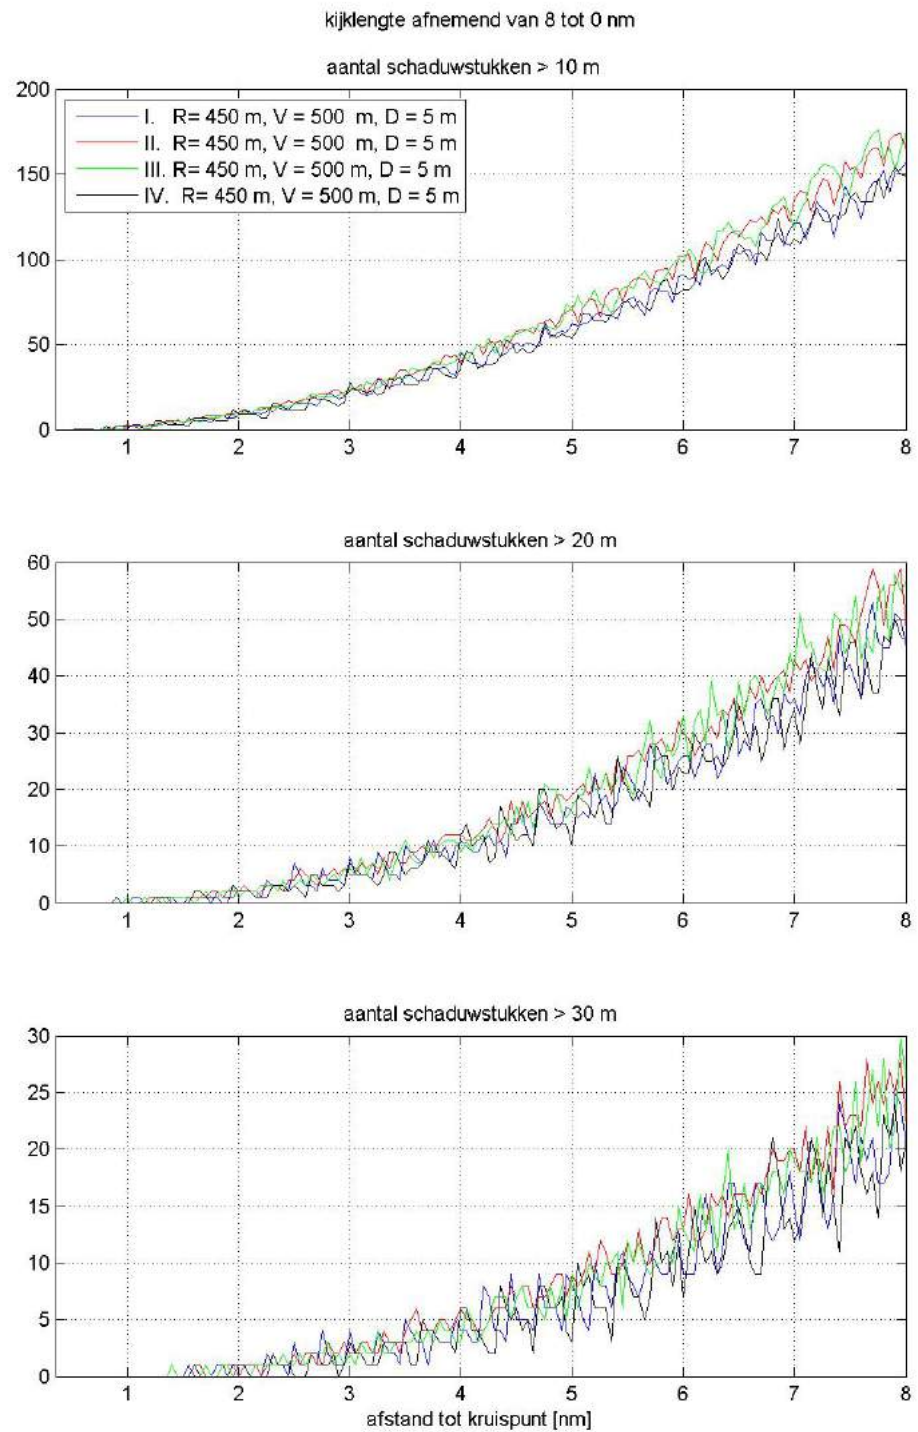 kijklengte afnemend van 8 tot 0 nm
aantal schaduwstukken > 10 m
200
150
100
50
0
I. R= 450 m, V = 500 m, D = 5 m
II. R= 450 m, V = 500 m, D = 5 m
III. R= 450 m, V = 500 m, D = 5 m
IV. R= 450 m, V = 500 m, D = 5 m
1 2 3 4 5 6 7 8
aantal schaduwstukken > 20 m
60
50
40
30
20
10
0
1 2 3 4 5 6 7 8
aantal schaduwstukken > 30 m
30
25
20
15
10
5
0
1 2 3 4 5 6 7 8
afstand tot kruispunt [nm]